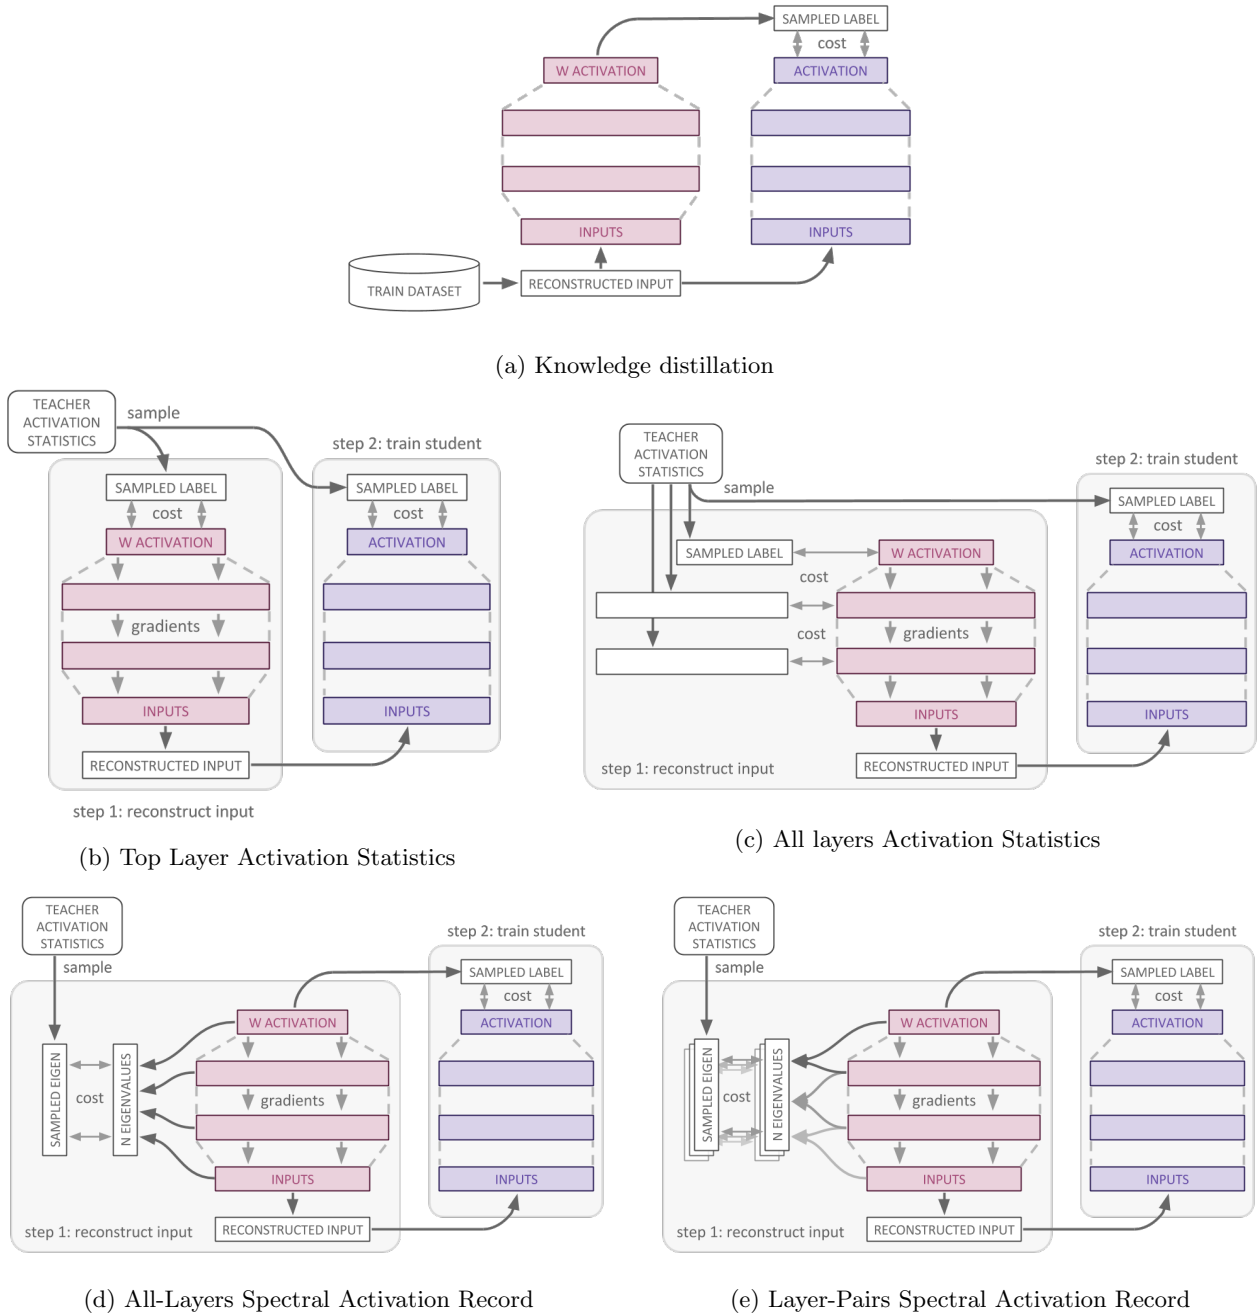 SAMPLED LABEL
cost
W ACTIVATION
ACTIVATION
INPUTS
INPUTS
TRAIN DATASET
RECONSTRUCTED INPUT
(a) Knowledge distillation
TEACHER
ACTIVATION
STATISTICS
sample
step 2: train student
SAMPLED LABEL
SAMPLED LABEL
cost
cost
W ACTIVATION
ACTIVATION
gradients
INPUTS
INPUTS
RECONSTRUCTED INPUT
step 1: reconstruct input
(b) Top Layer Activation Statistics
TEACHER
ACTIVATION
STATISTICS
sample
step 2: train student
SAMPLED LABEL
cost
SAMPLED LABEL
W ACTIVATION
ACTIVATION
cost
cost
gradients
INPUTS
INPUTS
step 1: reconstruct input
RECONSTRUCTED INPUT
(c) All layers Activation Statistics
TEACHER
ACTIVATION
STATISTICS
sample
step 2: train student
SAMPLED LABEL
cost
W ACTIVATION
ACTIVATION
SAMPLED EIGEN
cost
N EIGENVALUES
gradients
INPUTS
INPUTS
step 1: reconstruct input
RECONSTRUCTED INPUT
(d) All-Layers Spectral Activation Record
TEACHER
ACTIVATION
STATISTICS
sample
step 2: train student
SAMPLED LABEL
cost
W ACTIVATION
ACTIVATION
SAMPLED EIGEN
cost
N EIGENVALUES
gradients
INPUTS
INPUTS
step 1: reconstruct input
RECONSTRUCTED INPUT
(e) Layer-Pairs Spectral Activation Record